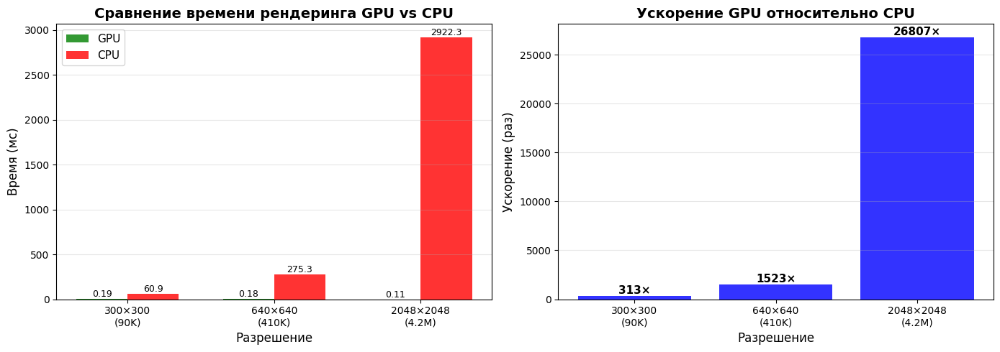 Сравнение времени рендеринга GPU vs CPU
GPU
CPU
Время (мс)
3000
2500
2000
1500
1000
500
0
0.19
60.9
0.18
275.3
0.11
2922.3
300×300
(90K)
640×640
(410K)
2048×2048
(4.2M)
Разрешение
Ускорение GPU относительно CPU
Ускорение (раз)
25000
20000
15000
10000
5000
0
313×
1523×
26807×
300×300
(90K)
640×640
(410K)
2048×2048
(4.2M)
Разрешение